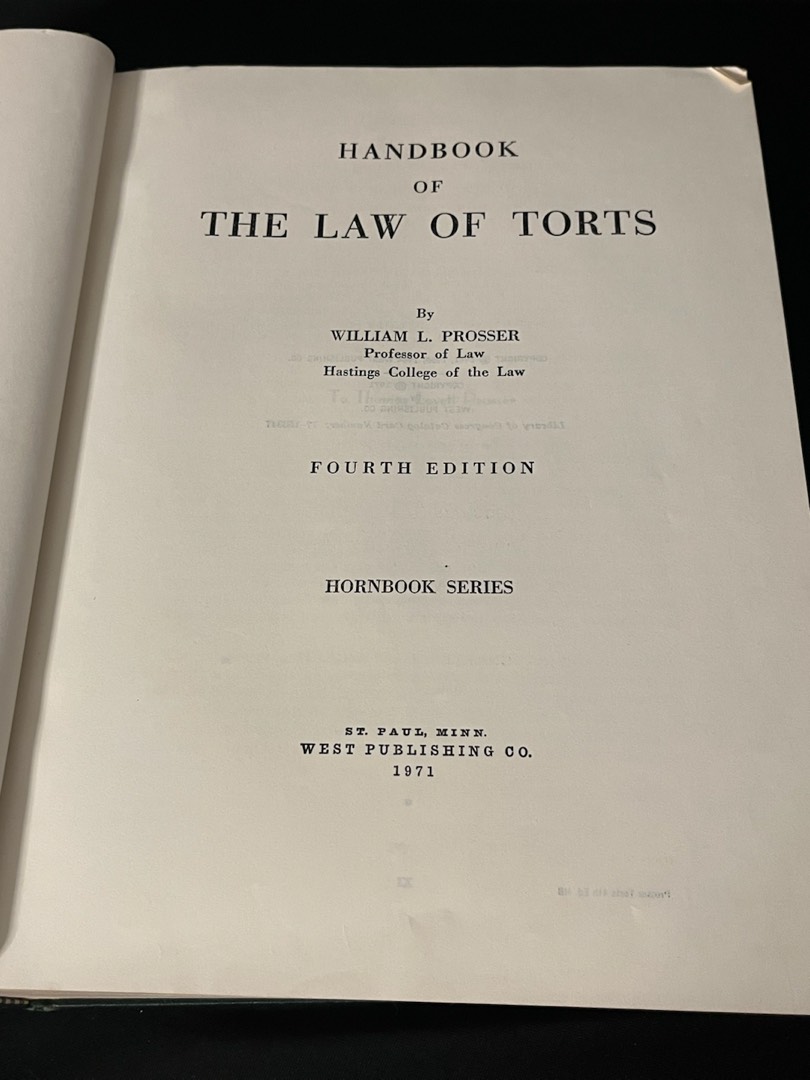 HANDBOOK
OF
THE LAW OF TORTS
By
WILLIAM L. PROSSER
Professor of Law
Hastings College of the Law
FOURTH EDITION
HORNBOOK SERIES
ST. PAUL, MINN.
WEST PUBLISHING CO.
1971